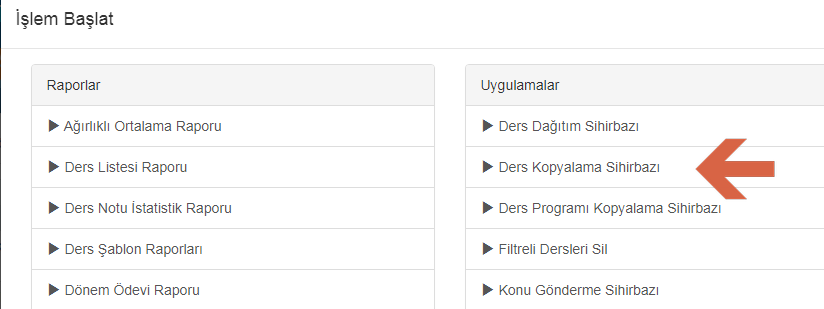 İşlem Başlat
Raporlar
Ağırlıklı Ortalama Raporu
Ders Listesi Raporu
Ders Notu İstatistik Raporu
Ders Şablon Raporları
Dönem Ödevi Raporu
Uygulamalar
Ders Dağıtım Sihirbazı
Ders Kopyalama Sihirbazı
Ders Programı Kopyalama Sihirbazı
Filtreli Dersleri Sil
Konu Gönderme Sihirbazı